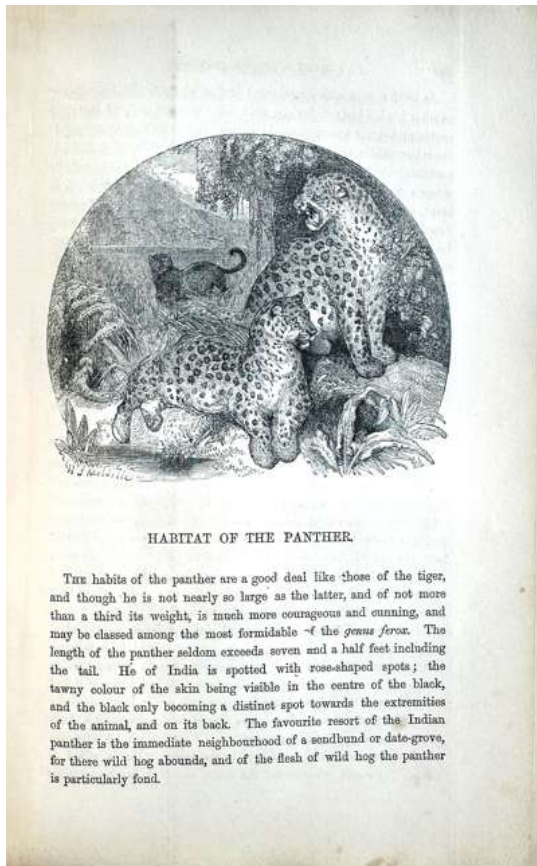 HABITAT OF THE PANTHER.
THE habits of the panther are a good deal like those of the tiger,
and though he is not nearly so large as the latter, and of not more
than a third its weight, is much more courageous and cunning, and
may be classed among the most formidable of the genus ferox. The
length of the panther seldom exceeds seven and a half feet including
the tail. He of India is spotted with rose-shaped spots; the
tawny colour of the skin being visible in the centre of the black,
and the black only becoming a distinct spot towards the extremities
of the animal, and on its back. The favourite resort of the Indian
panther is the immediate neighbourhood of a sendbund or date-grove,
for there wild hog abounds, and of the flesh of wild hog the panther
is particularly fond.